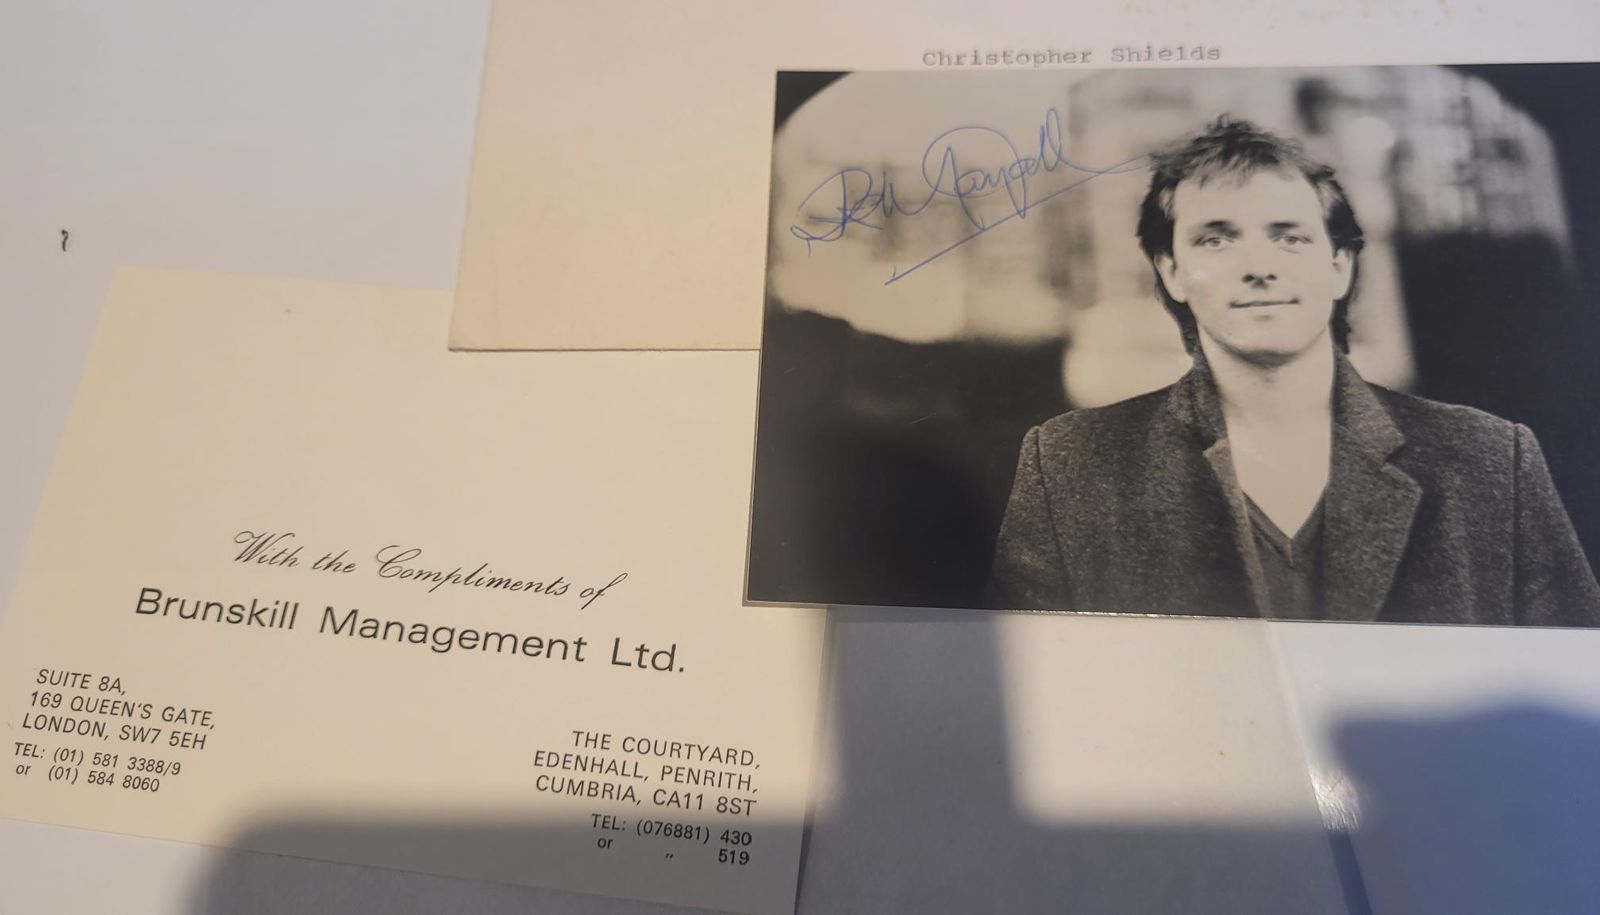 Christopher Shields
With the Compliments of
Brunskill Management Ltd.
SUITE 8A,
169 QUEEN'S GATE,
LONDON, SW7 5EH
TEL: (01) 581 3388/9
or (01) 584 8060
THE COURTYARD,
EDENHALL, PENRITH,
CUMBRIA, CA11 8ST
TEL: (076881) 430
or " 519